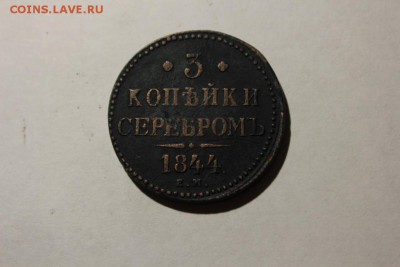 COINS.LAVE.RU
• 3 •
КОПѢЙКИ
СЕРЕБРОМЪ
1844
Е.М.